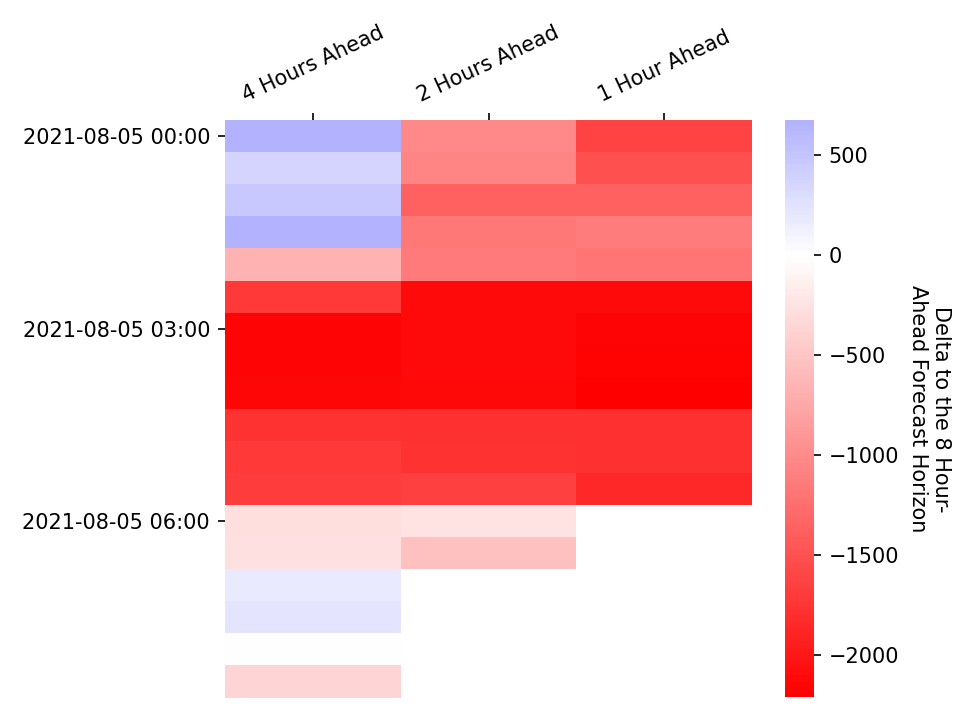 4 Hours Ahead
2 Hours Ahead
1 Hour Ahead
2021-08-05 00:00
2021-08-05 03:00
2021-08-05 06:00
500
0
−500
−1000
−1500
−2000
Delta to the 8 Hour-
Ahead Forecast Horizon